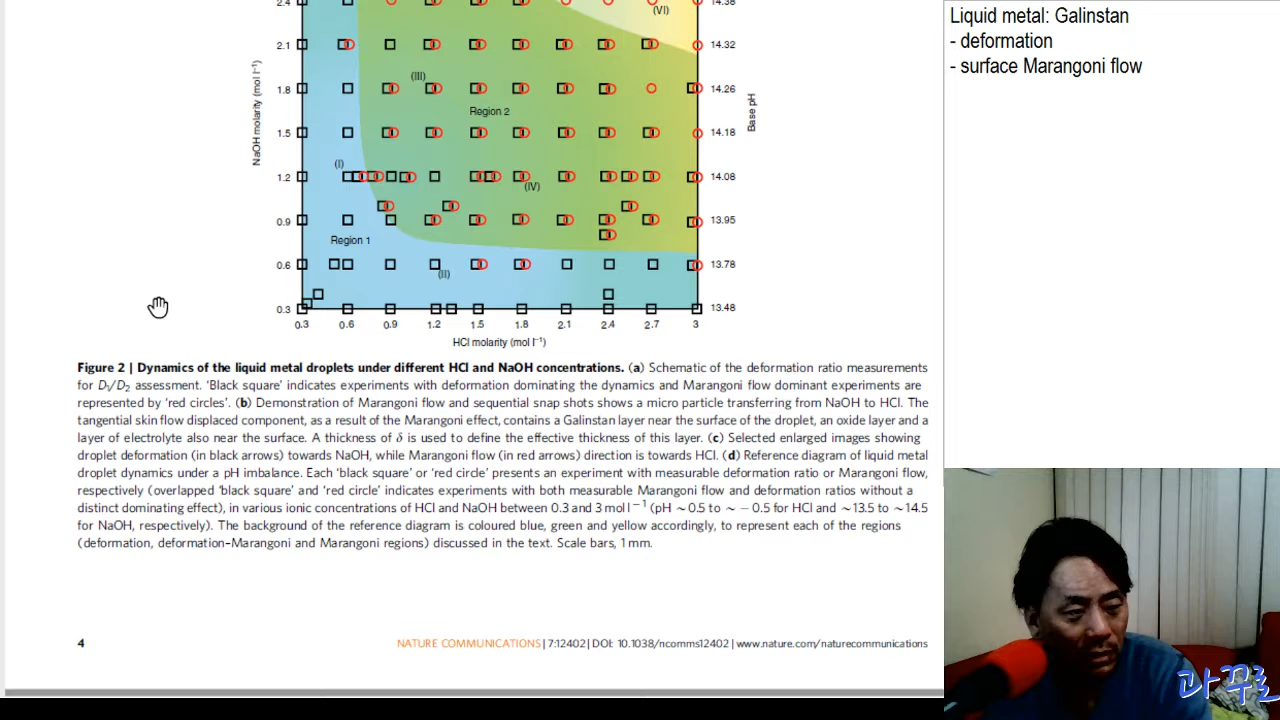 Liquid metal: Galinstan
- deformation
- surface Marangoni flow
2.4
14.38
(VI)
2.1
14.32
(III)
1.8
14.26
Region 2
NaOH molarity (mol l⁻¹)
Base pH
1.5
14.18
(I)
1.2
14.08
(IV)
0.9
13.95
Region 1
0.6
13.78
(II)
0.3
13.48
0.3 0.6 0.9 1.2 1.5 1.8 2.1 2.4 2.7 3
HCl molarity (mol l⁻¹)
Figure 2 | Dynamics of the liquid metal droplets under different HCl and NaOH concentrations. (a) Schematic of the deformation ratio measurements
for D₁/D₂ assessment. ‘Black square’ indicates experiments with deformation dominating the dynamics and Marangoni flow dominant experiments are
represented by ‘red circles’. (b) Demonstration of Marangoni flow and sequential snap shots shows a micro particle transferring from NaOH to HCl. The
tangential skin flow displaced component, as a result of the Marangoni effect, contains a Galinstan layer near the surface of the droplet, an oxide layer and a
layer of electrolyte also near the surface. A thickness of δ is used to define the effective thickness of this layer. (c) Selected enlarged images showing
droplet deformation (in black arrows) towards NaOH, while Marangoni flow (in red arrows) direction is towards HCl. (d) Reference diagram of liquid metal
droplet dynamics under a pH imbalance. Each ‘black square’ or ‘red circle’ presents an experiment with measurable deformation ratio or Marangoni flow,
respectively (overlapped ‘black square’ and ‘red circle’ indicates experiments with both measurable Marangoni flow and deformation ratios without a
distinct dominating effect), in various ionic concentrations of HCl and NaOH between 0.3 and 3 mol l⁻¹ (pH ~0.5 to ~ −0.5 for HCl and ~13.5 to ~14.5
for NaOH, respectively). The background of the reference diagram is coloured blue, green and yellow accordingly, to represent each of the regions
(deformation, deformation–Marangoni and Marangoni regions) discussed in the text. Scale bars, 1 mm.
4
NATURE COMMUNICATIONS | 7:12402 | DOI: 10.1038/ncomms12402 | www.nature.com/naturecommunications
과꾸로